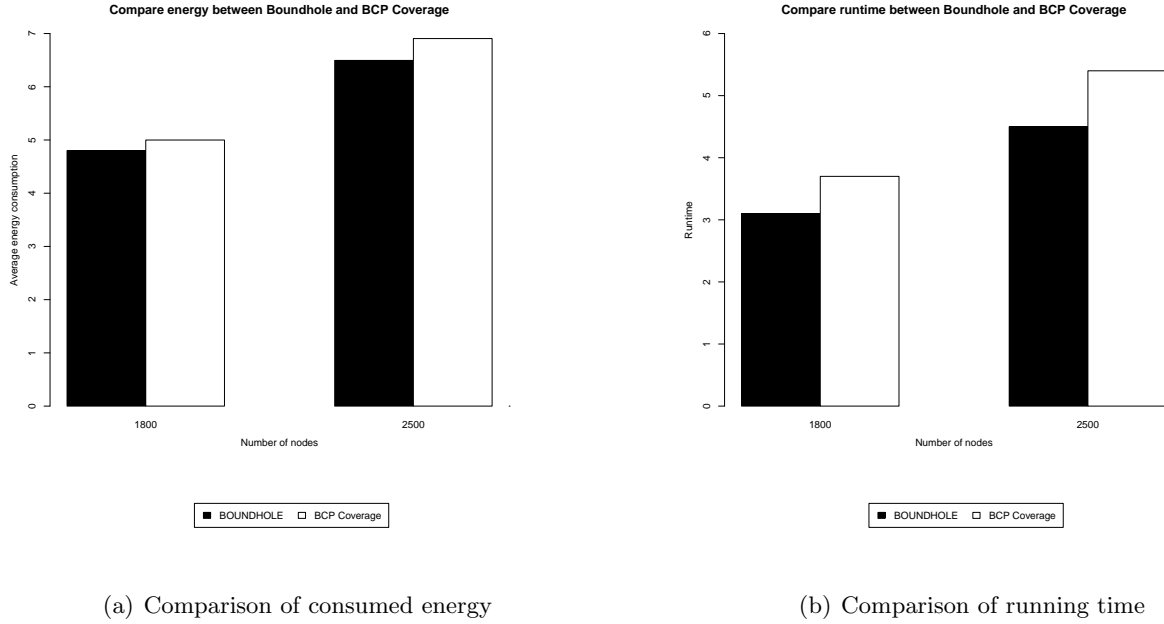 Compare energy between Boundhole and BCP Coverage
7
6
5
4
3
2
1
0
Average energy consumption
1800
2500
Number of nodes
BOUNDHOLE
BCP Coverage
(a) Comparison of consumed energy
Compare runtime between Boundhole and BCP Coverage
6
5
4
3
2
1
0
Runtime
1800
2500
Number of nodes
BOUNDHOLE
BCP Coverage
(b) Comparison of running time